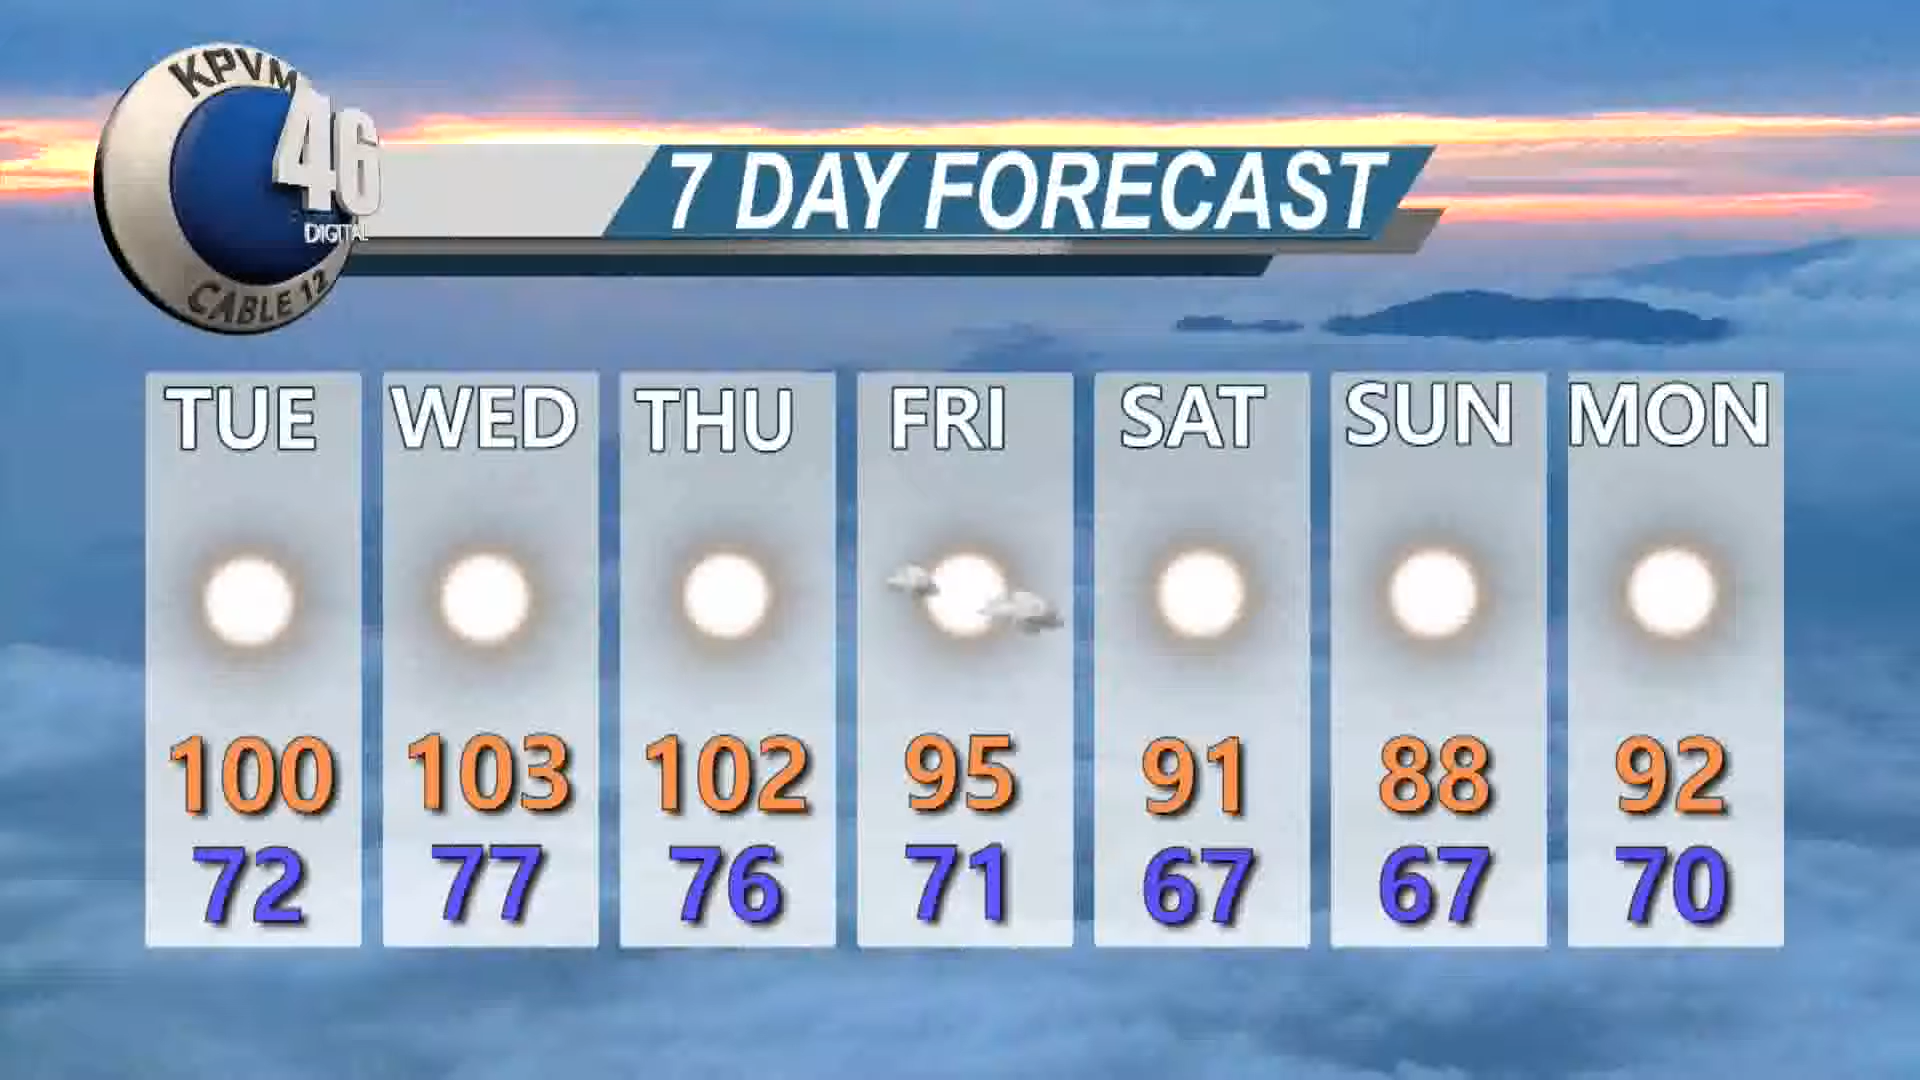 KPVM
46
DIGITAL
CABLE 12
7 DAY FORECAST
TUE WED THU FRI SAT SUN MON
100 103 102 95 91 88 92
72 77 76 71 67 67 70